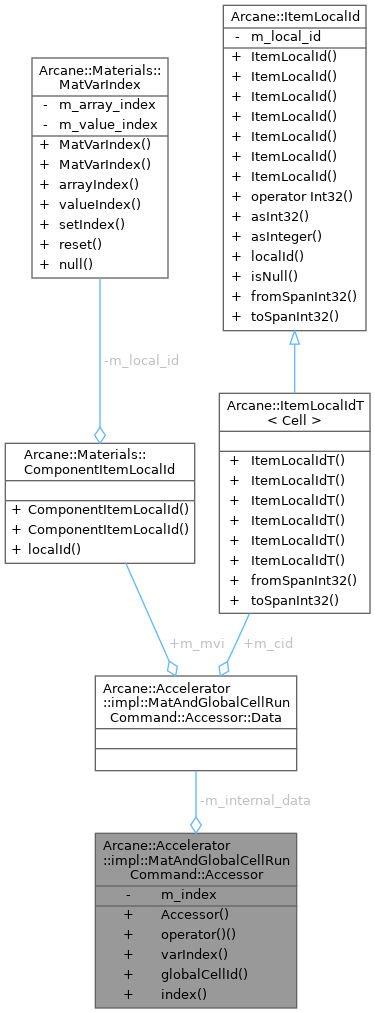 Arcane::ItemLocalId
- m_local_id
+ ItemLocalId()
+ ItemLocalId()
+ ItemLocalId()
+ ItemLocalId()
+ ItemLocalId()
+ ItemLocalId()
+ ItemLocalId()
+ operator Int32()
+ asInt32()
+ asInteger()
+ localId()
+ isNull()
+ fromSpanInt32()
+ toSpanInt32()
Arcane::Materials::
MatVarIndex
- m_array_index
- m_value_index
+ MatVarIndex()
+ MatVarIndex()
+ arrayIndex()
+ valueIndex()
+ setIndex()
+ reset()
+ null()
-m_local_id
Arcane::ItemLocalIdT
< Cell >
+ ItemLocalIdT()
+ ItemLocalIdT()
+ ItemLocalIdT()
+ ItemLocalIdT()
+ ItemLocalIdT()
+ ItemLocalIdT()
+ fromSpanInt32()
+ toSpanInt32()
Arcane::Materials::
ComponentItemLocalId
+ ComponentItemLocalId()
+ ComponentItemLocalId()
+ localId()
+m_mvi
+m_cid
Arcane::Accelerator
::impl::MatAndGlobalCellRun
Command::Accessor::Data
-m_internal_data
Arcane::Accelerator
::impl::MatAndGlobalCellRun
Command::Accessor
- m_index
+ Accessor()
+ operator()()
+ varIndex()
+ globalCellId()
+ index()